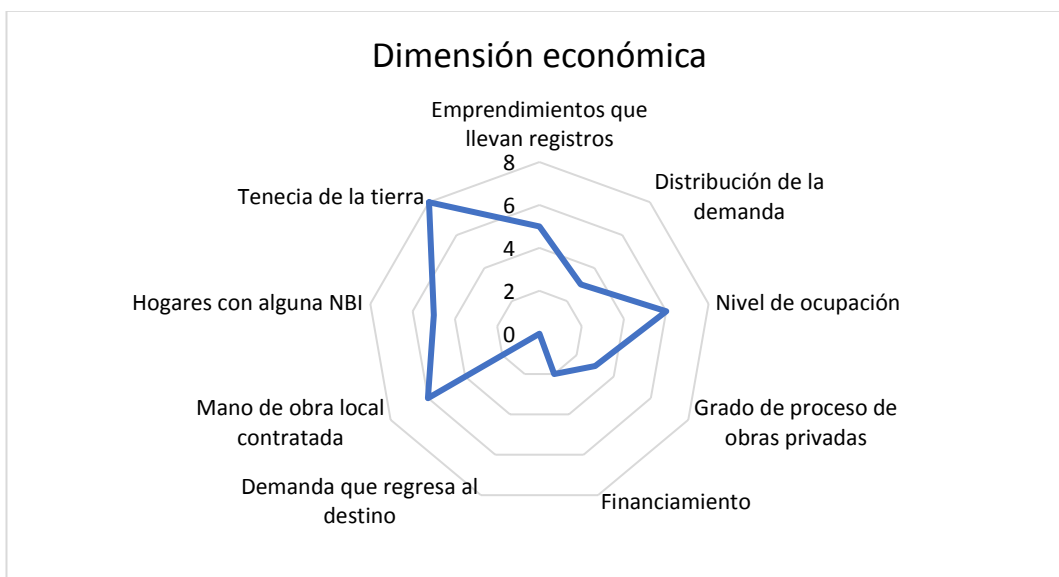 Dimensión económica
Emprendimientos que
llevan registros
Distribución de la
demanda
Nivel de ocupación
Grado de proceso de
obras privadas
Financiamiento
Demanda que regresa al
destino
Mano de obra local
contratada
Hogares con alguna NBI
Tenecia de la tierra
8
6
4
2
0